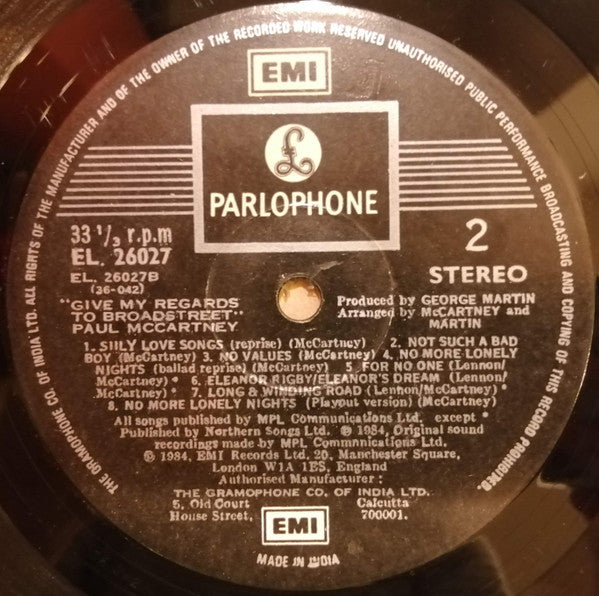 THE GRAMOPHONE CO. OF INDIA LTD. ALL RIGHTS OF THE MANUFACTURER AND OF THE OWNER OF THE RECORDED WORK RESERVED UNAUTHORISED PUBLIC PERFORMANCE BROADCASTING AND COPYING OF THIS RECORD PROHIBITED.
EMI
£
PARLOPHONE
33 1/3 r.p.m
EL. 26027
EL. 26027B
(36-042)
2
STEREO
"GIVE MY REGARDS
TO BROADSTREET"
PAUL MCCARTNEY
Produced by GEORGE MARTIN
Arranged by McCARTNEY and
MARTIN
1. SIILY LOVE SONGS (reprise) (McCartney) 2. NOT SUCH A BAD
BOY (McCartney) 3. NO VALUES (McCartney) 4. NO MORE LONELY
NIGHTS (ballad reprise) (McCartney) 5. FOR NO ONE (Lennon/
McCartney) * 6. ELEANOR RIGBY/ELEANOR'S DREAM (Lennon/
McCartney) * 7. LONG & WINDING ROAD (Lennon/McCartney) *
8. NO MORE LONELY NIGHTS (Playout version) (McCartney)
All songs published by MPL Communications Ltd. except *
Published by Northern Songs Ltd. ℗ 1984, Original sound
recordings made by MPL Commnnications Ltd.
℗ 1984, EMI Records Ltd. 20, Manchester Square,
London W1A 1ES, England
Authorised Manufacturer :
THE GRAMOPHONE CO. OF INDIA LTD.
5, Old Court Calcutta
House Street, 700001.
EMI
MADE IN INDIA